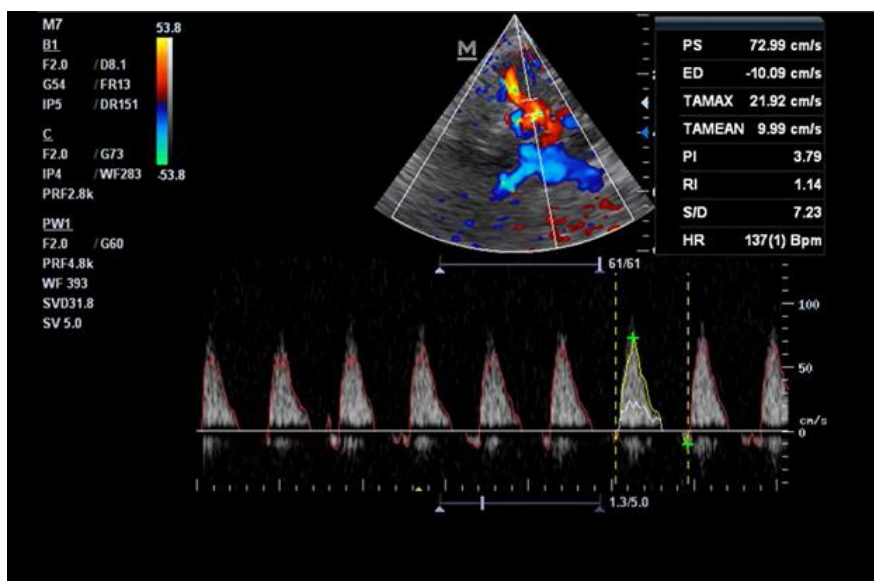 M7
B1
F2.0 / D8.1
G54 / FR13
IP5 / DR151
C
F2.0 / G73
IP4 / WF283
PRF2.8k
PW1
F2.0 / G60
PRF4.8k
WF 393
SVD31.8
SV 5.0
53.8
-53.8
M
PS 72.99 cm/s
ED -10.09 cm/s
TAMAX 21.92 cm/s
TAMEAN 9.99 cm/s
PI 3.79
RI 1.14
S/D 7.23
HR 137(1) Bpm
61/61
100
50
cm/s
0
1.3/5.0